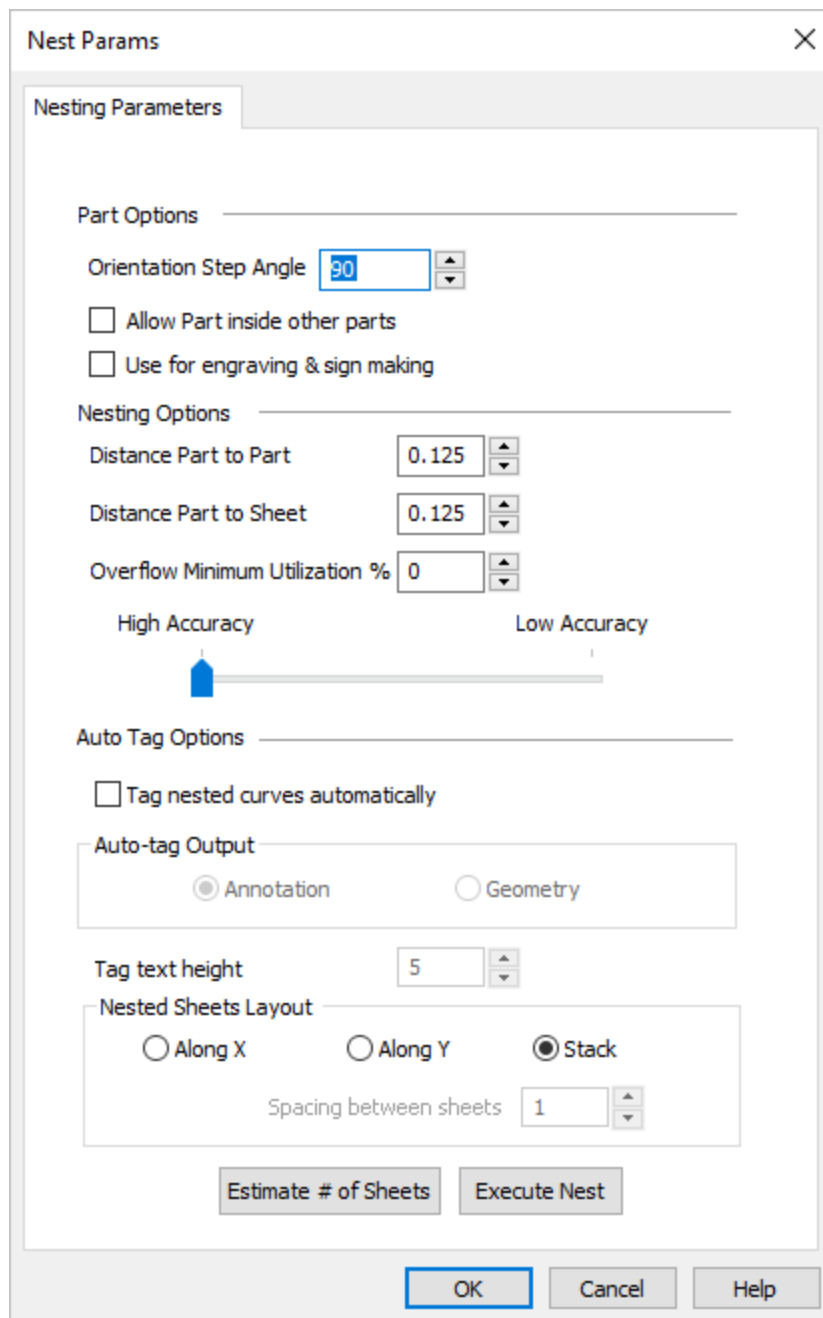 Nest Params
Nesting Parameters
Part Options
Orientation Step Angle 90
Allow Part inside other parts
Use for engraving & sign making
Nesting Options
Distance Part to Part 0.125
Distance Part to Sheet 0.125
Overflow Minimum Utilization % 0
High Accuracy Low Accuracy
Auto Tag Options
Tag nested curves automatically
Auto-tag Output
Annotation Geometry
Tag text height 5
Nested Sheets Layout
Along X Along Y Stack
Spacing between sheets 1
Estimate # of Sheets Execute Nest
OK Cancel Help